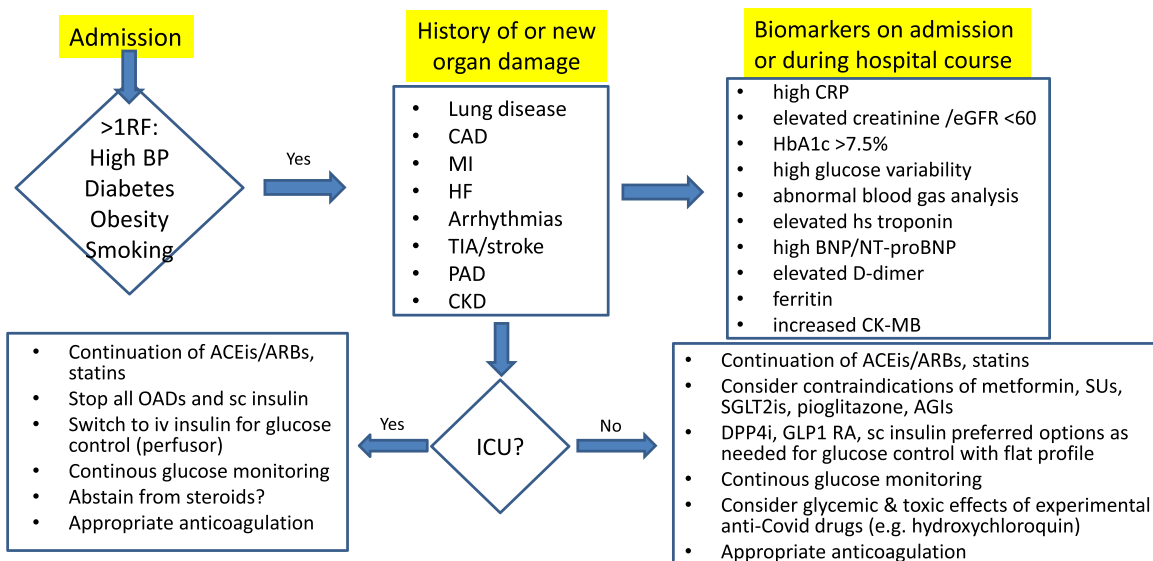 Admission
>1RF:
High BP
Diabetes
Obesity
Smoking
Yes
History of or new
organ damage
• Lung disease
• CAD
• MI
• HF
• Arrhythmias
• TIA/stroke
• PAD
• CKD
Biomarkers on admission
or during hospital course
• high CRP
• elevated creatinine /eGFR <60
• HbA1c >7.5%
• high glucose variability
• abnormal blood gas analysis
• elevated hs troponin
• high BNP/NT-proBNP
• elevated D-dimer
• ferritin
• increased CK-MB
ICU?
Yes
• Continuation of ACEis/ARBs,
statins
• Stop all OADs and sc insulin
• Switch to iv insulin for glucose
control (perfusor)
• Continous glucose monitoring
• Abstain from steroids?
• Appropriate anticoagulation
No
• Continuation of ACEis/ARBs, statins
• Consider contraindications of metformin, SUs,
SGLT2is, pioglitazone, AGIs
• DPP4i, GLP1 RA, sc insulin preferred options as
needed for glucose control with flat profile
• Continous glucose monitoring
• Consider glycemic & toxic effects of experimental
anti-Covid drugs (e.g. hydroxychloroquin)
• Appropriate anticoagulation